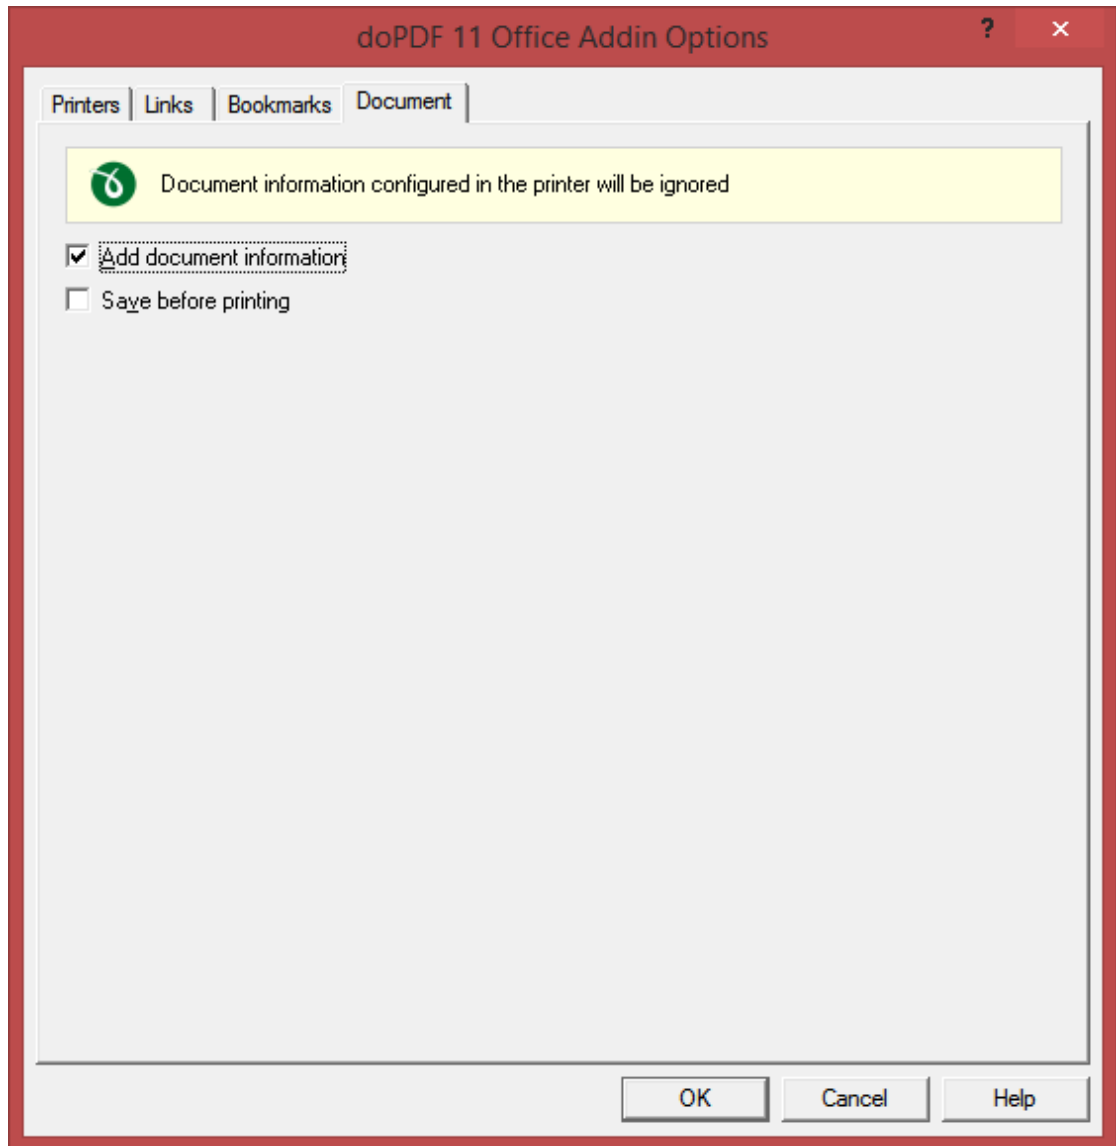 doPDF 11 Office Addin Options ? ×
Printers Links Bookmarks Document
Document information configured in the printer will be ignored
Add document information
Save before printing
OK Cancel Help